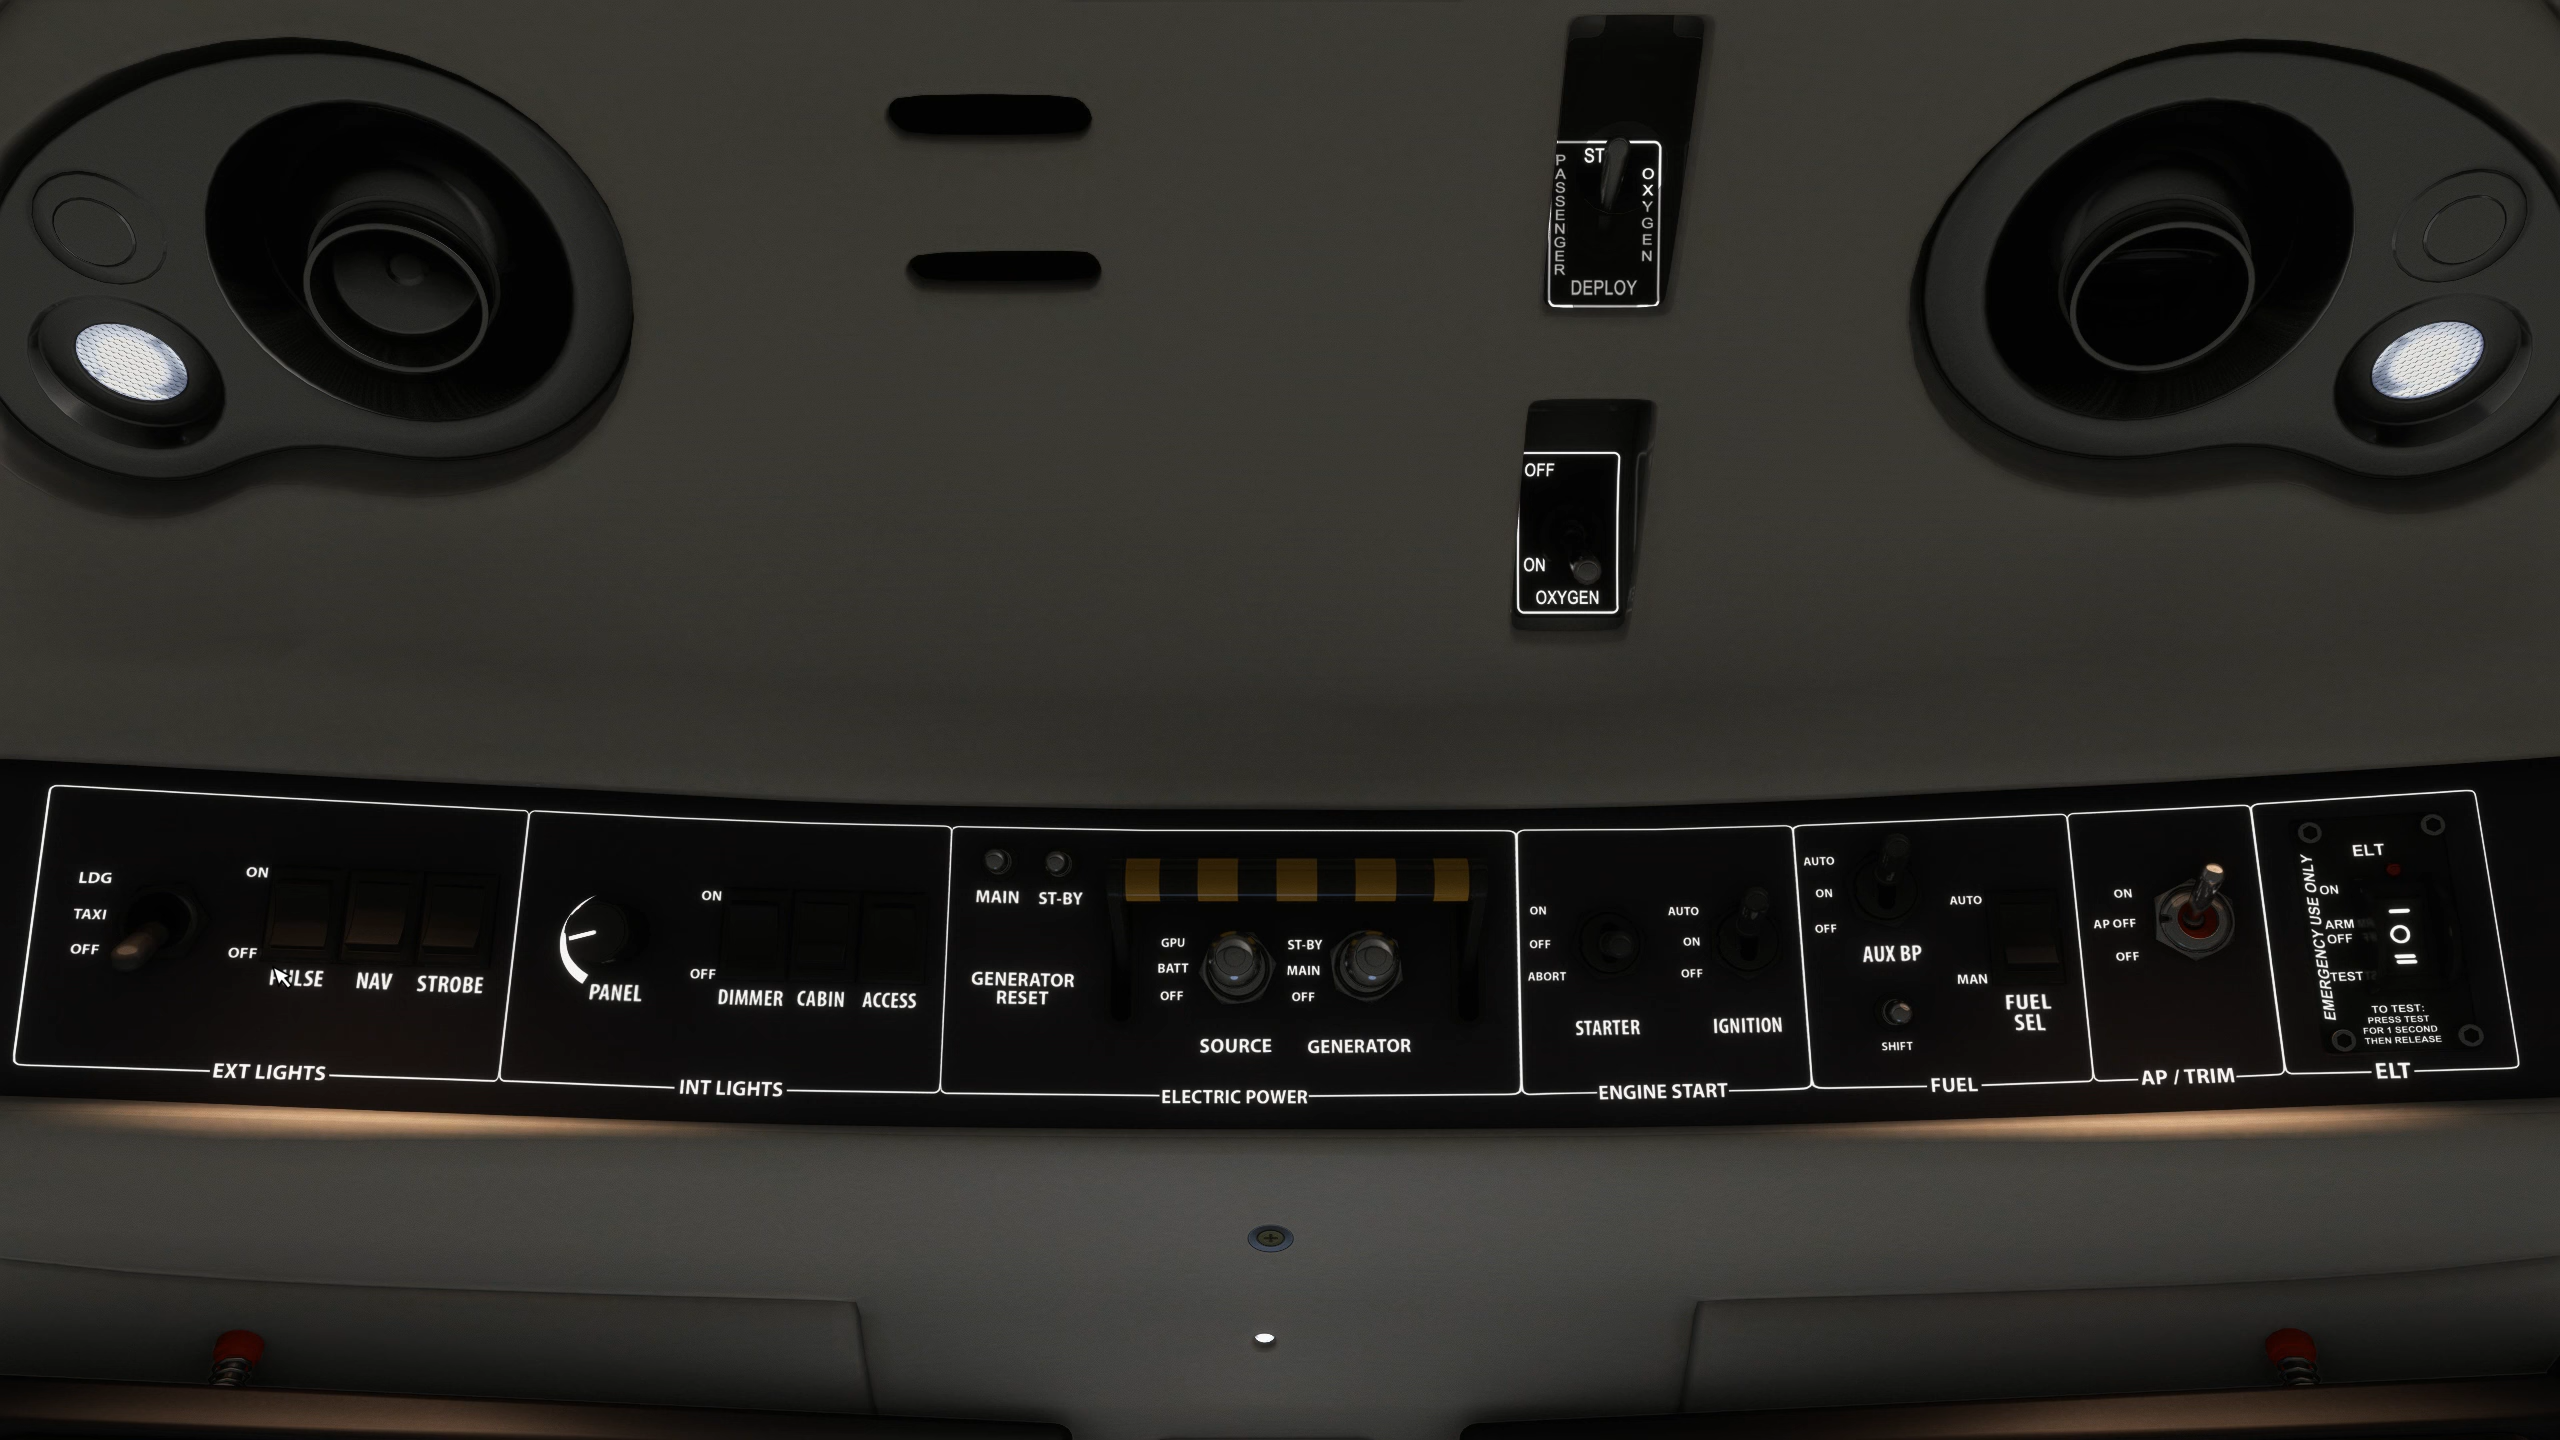 ST
PASSENGER
OXYGEN
DEPLOY
OFF
ON
OXYGEN
LDG
TAXI
OFF
ON
OFF
PULSE
NAV
STROBE
EXT LIGHTS
PANEL
ON
OFF
DIMMER
CABIN
ACCESS
INT LIGHTS
MAIN
ST-BY
GENERATOR
RESET
GPU
BATT
OFF
SOURCE
ST-BY
MAIN
OFF
GENERATOR
ELECTRIC POWER
ON
OFF
ABORT
STARTER
AUTO
ON
OFF
IGNITION
ENGINE START
AUTO
ON
OFF
AUX BP
SHIFT
AUTO
MAN
FUEL
SEL
FUEL
ON
AP OFF
OFF
AP / TRIM
EMERGENCY USE ONLY
ELT
ON
ARM
OFF
TEST
TO TEST:
PRESS TEST
FOR 1 SECOND
THEN RELEASE
ELT